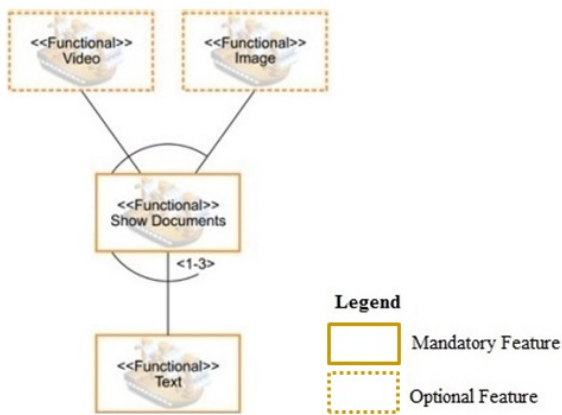 <<Functional>>
Video
<<Functional>>
Image
<<Functional>>
Show Documents
<1-3>
<<Functional>>
Text
Legend
Mandatory Feature
Optional Feature